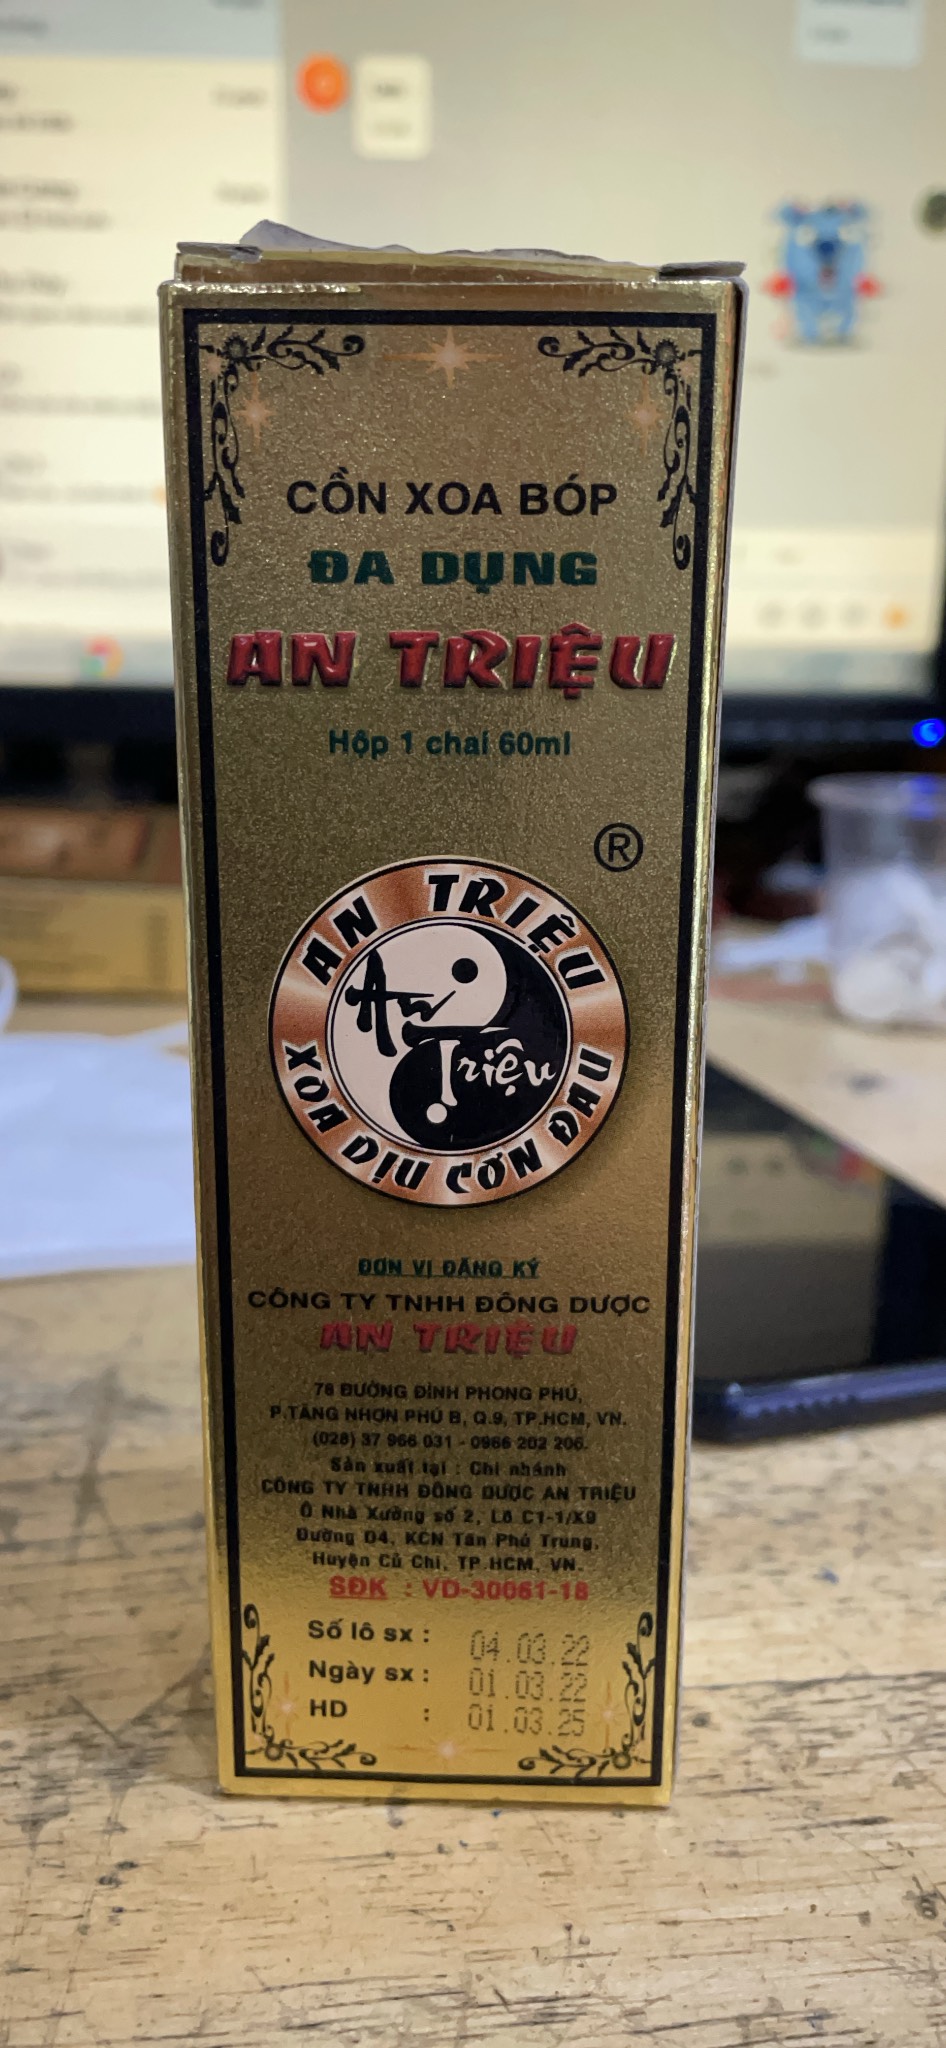 CỒN XOA BÓP
ĐA DỤNG
AN TRIỆU
Hộp 1 chai 60ml
®
AN TRIỆU
An
Triệu
XOA DỊU CƠN ĐAU
ĐƠN VỊ ĐĂNG KÝ
CÔNG TY TNHH ĐÔNG DƯỢC
AN TRIỆU
78 ĐƯỜNG ĐÌNH PHONG PHÚ,
P.TĂNG NHƠN PHÚ B, Q.9, TP.HCM, VN.
(028) 37 966 031 - 0966 202 206.
Sản xuất tại : Chi nhánh
CÔNG TY TNHH ĐÔNG DƯỢC AN TRIỆU
Ô Nhà Xưởng số 2, Lô C1-1/X9
Đường D4, KCN Tân Phú Trung,
Huyện Củ Chi, TP.HCM, VN.
SĐK : VD-30061-18
Số lô sx : 04.03.22
Ngày sx : 01.03.22
HD : 01.03.25